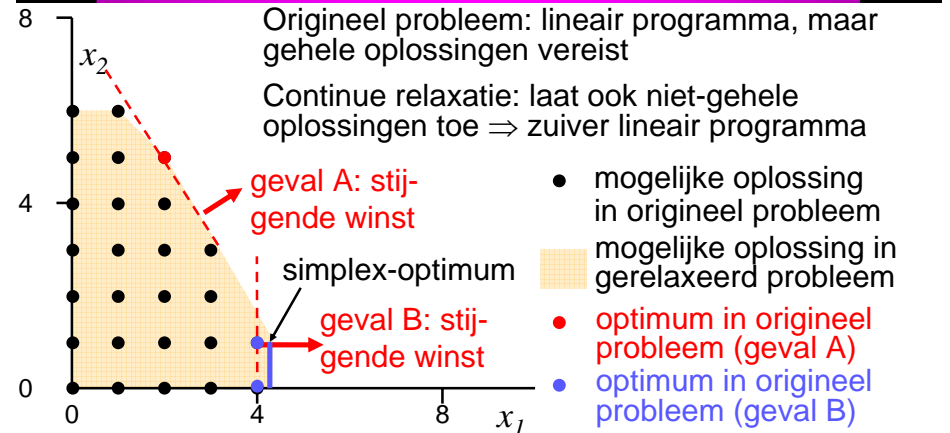 Origineel probleem: lineair programma, maar
gehele oplossingen vereist
Continue relaxatie: laat ook niet-gehele
oplossingen toe ⇒ zuiver lineair programma
8
x2
4
0
0
4
8
x1
geval A: stij-
gende winst
simplex-optimum
geval B: stij-
gende winst
mogelijke oplossing
in origineel probleem
mogelijke oplossing in
gerelaxeerd probleem
optimum in origineel
probleem (geval A)
optimum in origineel
probleem (geval B)